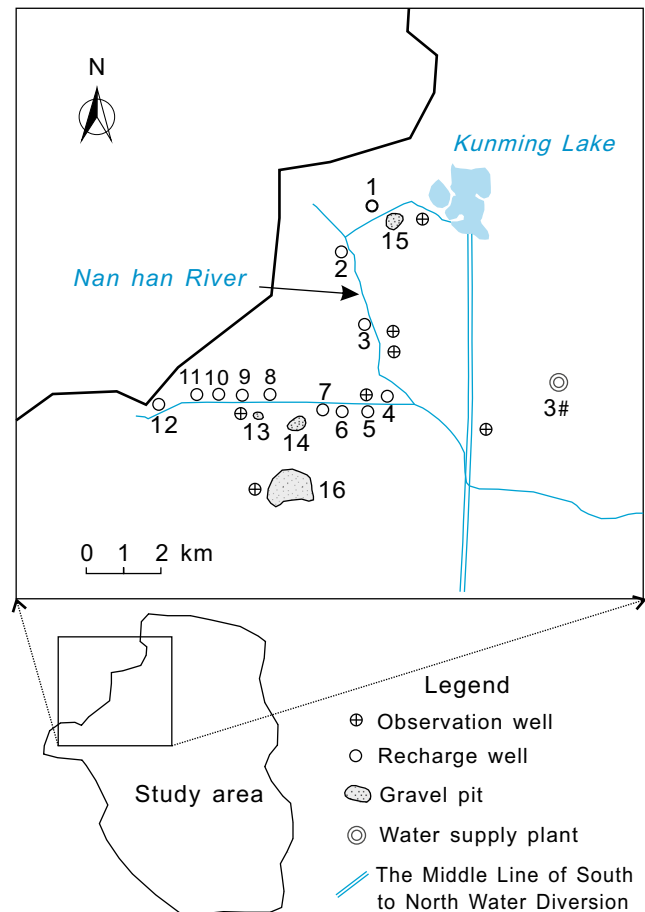 N
Kunming Lake
1
15
2
Nan han River
3
11 10 9 8
7
3#
12
13
14
6
5
4
16
0 1 2 km
Legend
Observation well
Recharge well
Gravel pit
Study area
Water supply plant
The Middle Line of South
to North Water Diversion